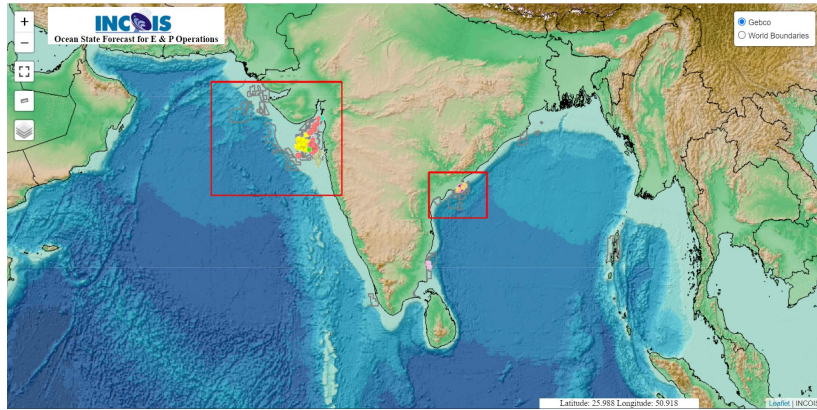 +
−
INCOIS
Ocean State Forecast for E & P Operations
Gebco
World Boundaries
Latitude: 25.988 Longitude: 50.918
Leaflet | INCOIS